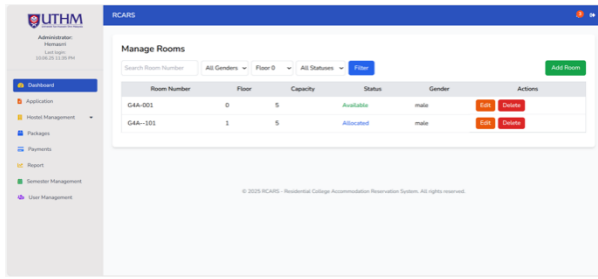 UTHM
RCARS
Administrator:
Hemasri
Last login:
Manage Rooms
Search Room Number
All Genders
Floor 0
All Statuses
Filter
Add Room
Room Number Floor Capacity Status Gender Actions
G4A-001 0 5 Available male Edit Delete
G4A--101 1 5 Allocated male Edit Delete
Dashboard
Application
Hostel Management
Packages
Payments
Report
Semester Management
User Management
© 2025 RCARS - Residential College Accommodation Reservation System. All rights reserved.